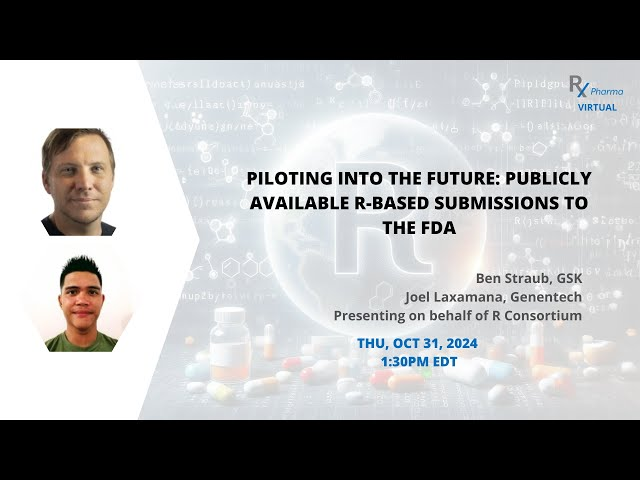 Rx Pharma
VIRTUAL
PILOTING INTO THE FUTURE: PUBLICLY
AVAILABLE R-BASED SUBMISSIONS TO
THE FDA
R
Ben Straub, GSK
Joel Laxamana, Genentech
Presenting on behalf of R Consortium
THU, OCT 31, 2024
1:30PM EDT